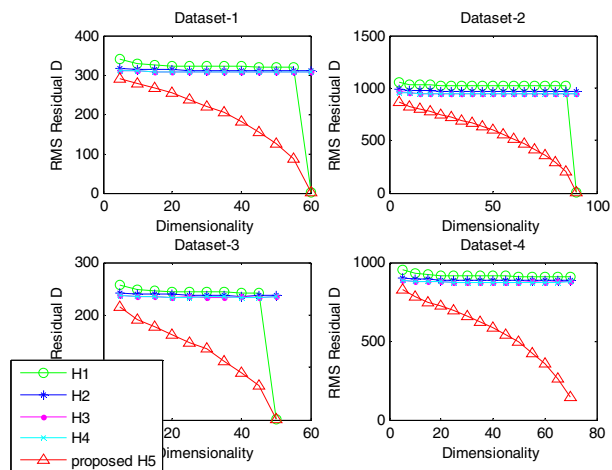 Dataset-1
400
300
200
100
0
RMS Residual D
0
20
40
60
Dimensionality
Dataset-2
1500
1000
500
0
RMS Residual D
0
50
100
Dimensionality
Dataset-3
300
200
0
20
40
60
Dimensionality
Dataset-4
1000
500
0
RMS Residual D
0
20
40
60
80
Dimensionality
H1
H2
H3
H4
proposed H5